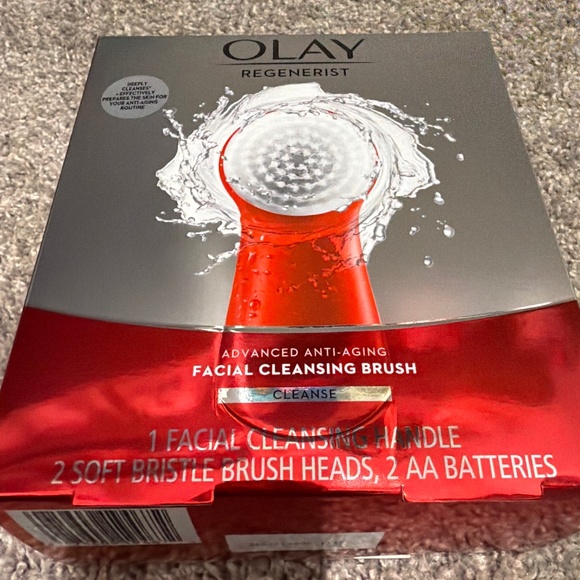 OLAY
REGENERIST
DEEPLY
CLEANSES*
+ EFFECTIVELY
PREPARES THE SKIN FOR
YOUR ANTI-AGING
ROUTINE
ADVANCED ANTI-AGING
FACIAL CLEANSING BRUSH
CLEANSE
1 FACIAL CLEANSING HANDLE
2 SOFT BRISTLE BRUSH HEADS, 2 AA BATTERIES